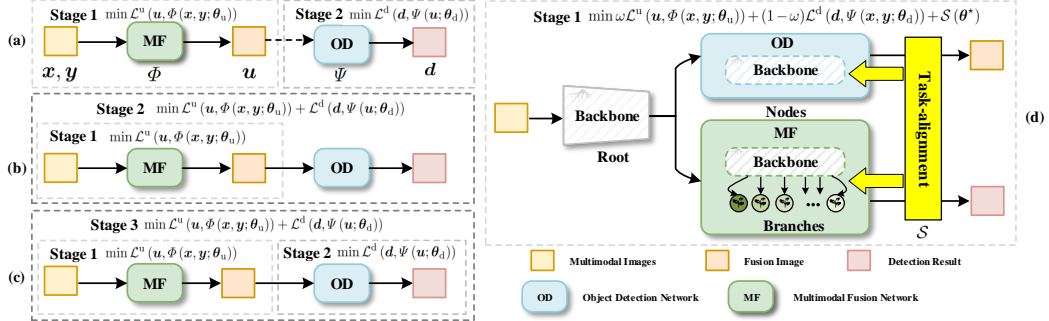 Stage 1 min ℒᵘ (u, Φ (x, y; θᵤ))
Stage 2 min ℒᵈ (d, Ψ (u; θ_d))
(a)
MF
OD
x, y
Φ
u
Ψ
d
Stage 2 min ℒᵘ (u, Φ (x, y; θᵤ)) + ℒᵈ (d, Ψ (u; θ_d))
Stage 1 min ℒᵘ (u, Φ (x, y; θᵤ))
(b)
MF
OD
Stage 3 min ℒᵘ (u, Φ (x, y; θᵤ)) + ℒᵈ (d, Ψ (u; θ_d))
Stage 1 min ℒᵘ (u, Φ (x, y; θᵤ))
Stage 2 min ℒᵈ (d, Ψ (u; θ_d))
(c)
MF
OD
Stage 1 min ωℒᵘ (u, Φ (x, y; θᵤ)) + (1−ω)ℒᵈ (d, Ψ (x, y; θ_d)) + 𝒮 (θ*)
OD
Backbone
Nodes
Backbone
Root
MF
Backbone
•••
Branches
Task-alignment
𝒮
(d)
Multimodal Images
Fusion Image
Detection Result
OD
Object Detection Network
MF
Multimodal Fusion Network